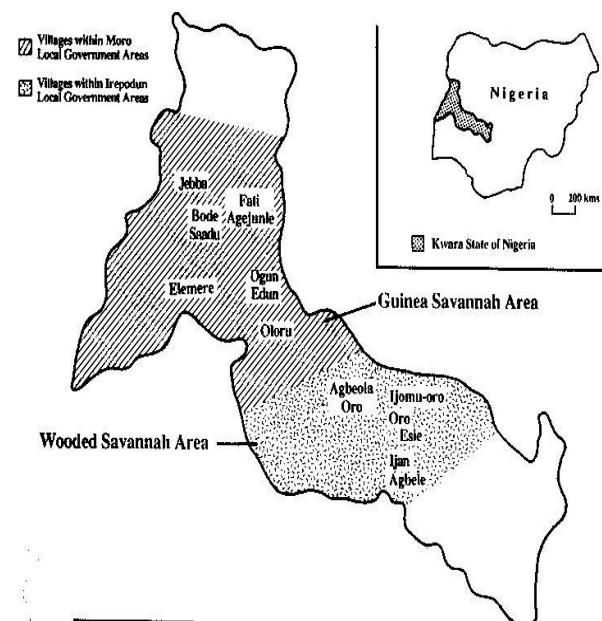 Villages within Moro
Local Government Areas
Villages within Irepodun
Local Government Areas
Nigeria
0 200 kms
Kwara State of Nigeria
Jebba
Fati
Agejunle
Bode
Saadu
Elemere
Ogun
Edun
Oloru
Guinea Savannah Area
Agbeola
Oro
Ijomu-oro
Oro
Esie
Ijan
Agbele
Wooded Savannah Area